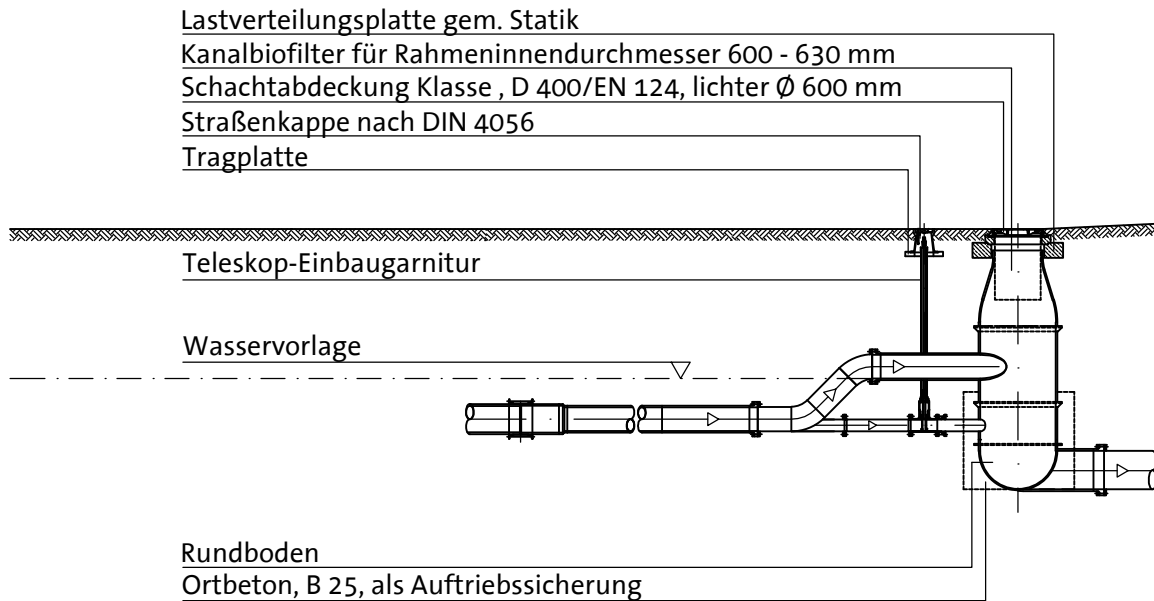 Lastverteilungsplatte gem. Statik
Kanalbiofilter für Rahmeninnendurchmesser 600 - 630 mm
Schachtabdeckung Klasse , D 400/EN 124, lichter Ø 600 mm
Straßenkappe nach DIN 4056
Tragplatte
Teleskop-Einbaugarnitur
Wasservorlage
Rundboden
Ortbeton, B 25, als Auftriebssicherung